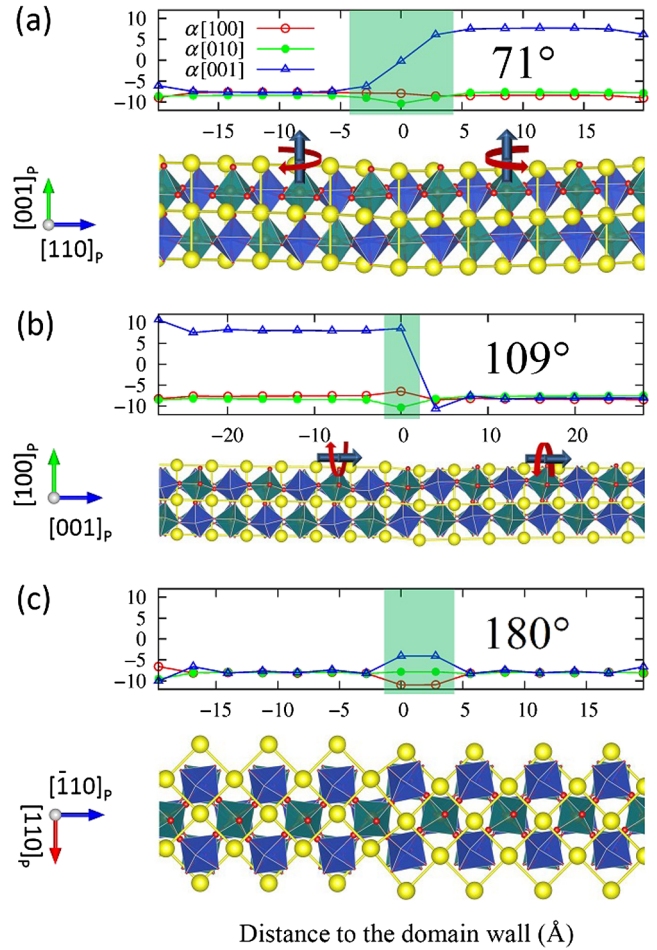 (a)
10
5
0
−5
−10
α[100]
α[010]
α[001]
71°
−15 −10 −5 0 5 10 15
[001]P
[110]P
(b)
10
5
0
−5
−10
109°
−20 −10 0 10 20
[100]P
[001]P
(c)
10
5
0
−5
−10
180°
−15 −10 −5 0 5 10 15
[1̄10]P
[110]P
Distance to the domain wall (Å)